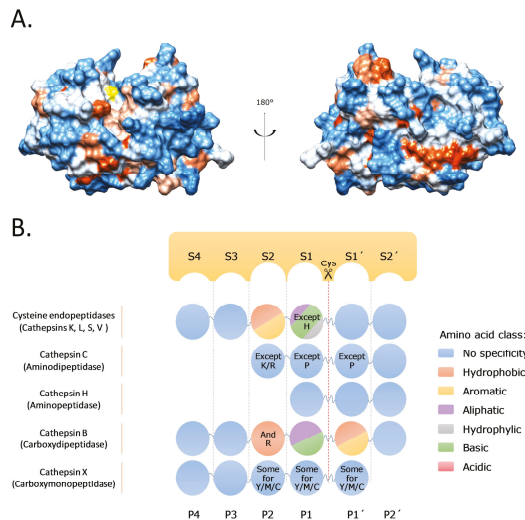 A.
180º
B.
S4 S3 S2 S1 Cys S1´ S2´
Cysteine endopeptidases
(Cathepsins K, L, S, V )
Except
H
Cathepsin C
(Aminodipeptidase)
Except
K/R
Except
P
Except
P
Cathepsin H
(Aminopeptidase)
Cathepsin B
(Carboxydipeptidase)
And
R
Cathepsin X
(Carboxymonopeptidase)
Some
for
Y/M/C
Some
for
Y/M/C
Some
for
Y/M/C
P4 P3 P2 P1 P1´ P2´
Amino acid class:
No specificity
Hydrophobic
Aromatic
Aliphatic
Hydrophylic
Basic
Acidic